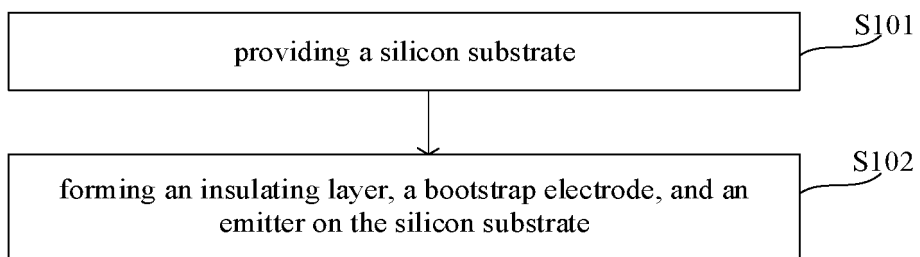 S101
providing a silicon substrate
S102
forming an insulating layer, a bootstrap electrode, and an
emitter on the silicon substrate